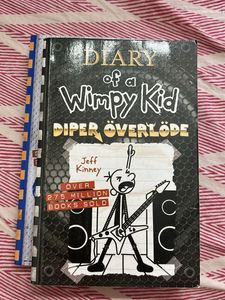 DIARY
of a
Wimpy Kid
DIPER ÖVERLÖDE
Jeff
Kinney
OVER
275 MILLION
BOOKS SOLD